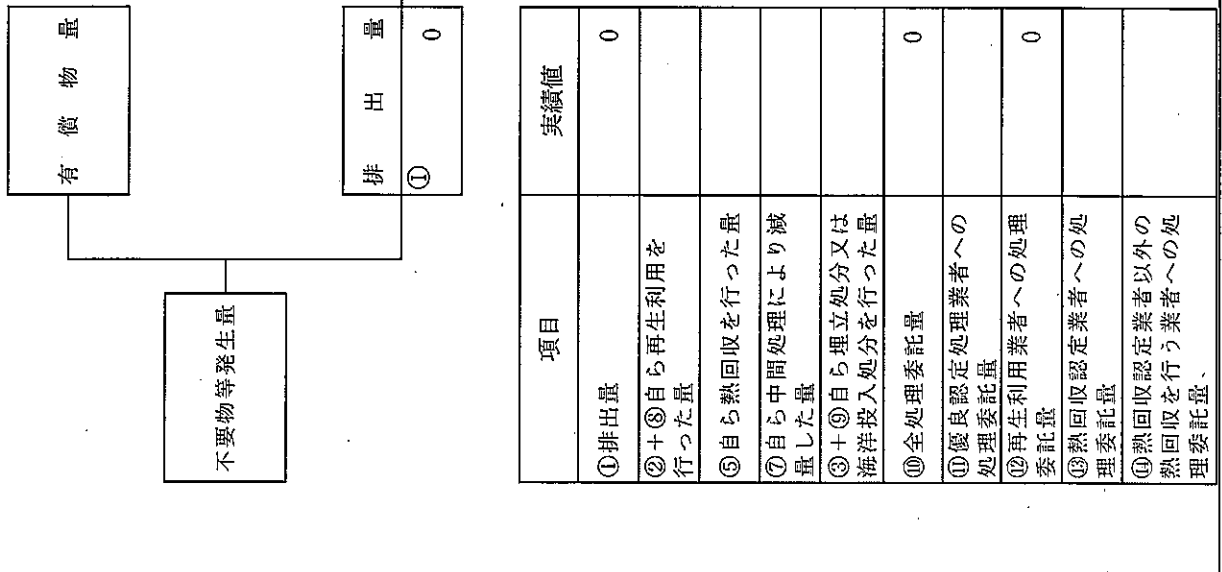 有償物量
不要物等発生量
排出量
① 0
項目 実績値
①排出量 0
②+⑧自ら再生利用を
行った量
⑤自ら熱回収を行った量
⑦自ら中間処理により減
量した量
③+⑨自ら埋立処分又は
海洋投入処分を行った量
⑩全処理委託量 0
⑪優良認定処理業者への
処理委託量
⑫再生利用業者への処理
委託量 0
⑬熱回収認定業者への処
理委託量
⑭熱回収認定業者以外の
熱回収を行う業者への処
理委託量、